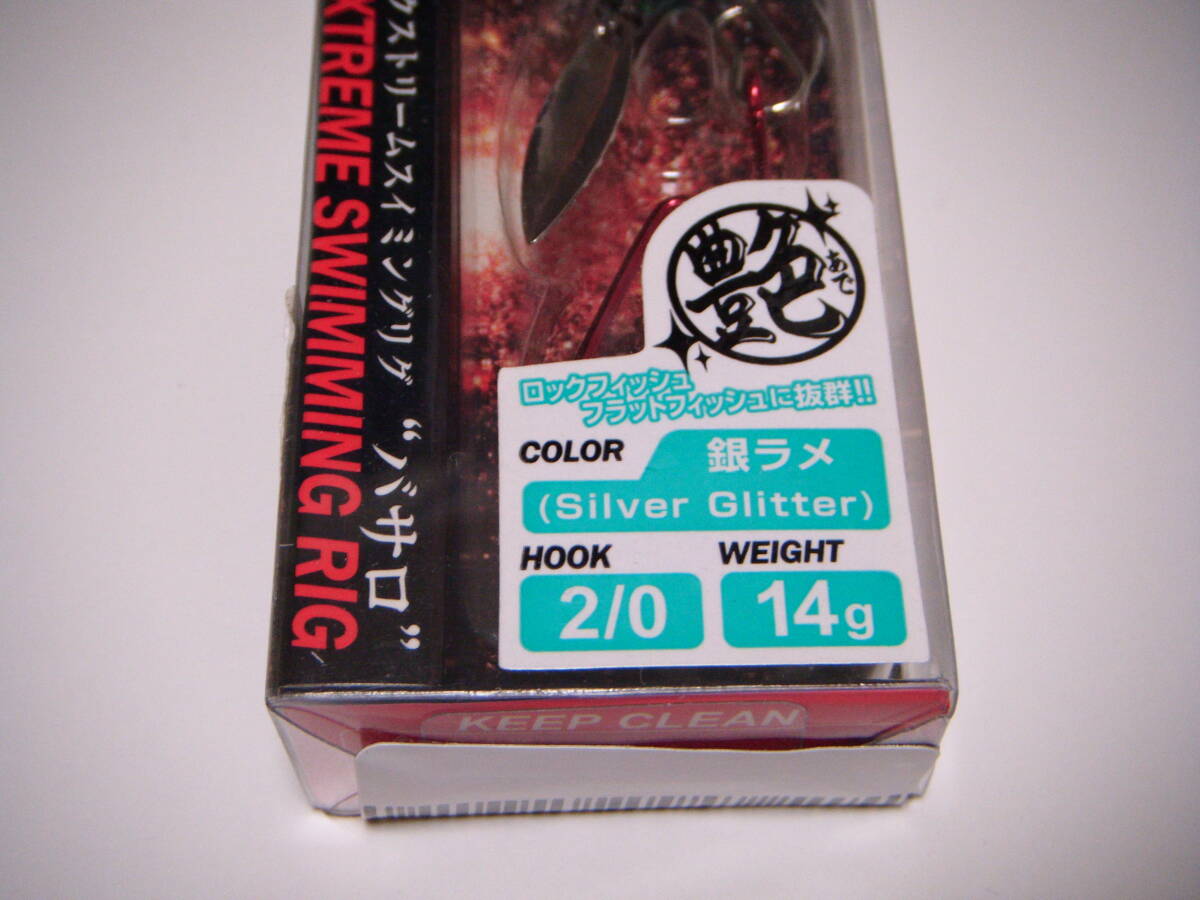 XTREME SWIMMING RIG
クストリームスイミングリグ “バサロ”
艶
あで
ロックフィッシュ
フラットフィッシュに抜群!!
COLOR 銀ラメ
(Silver Glitter)
HOOK WEIGHT
2/0 14g
KEEP CLEAN